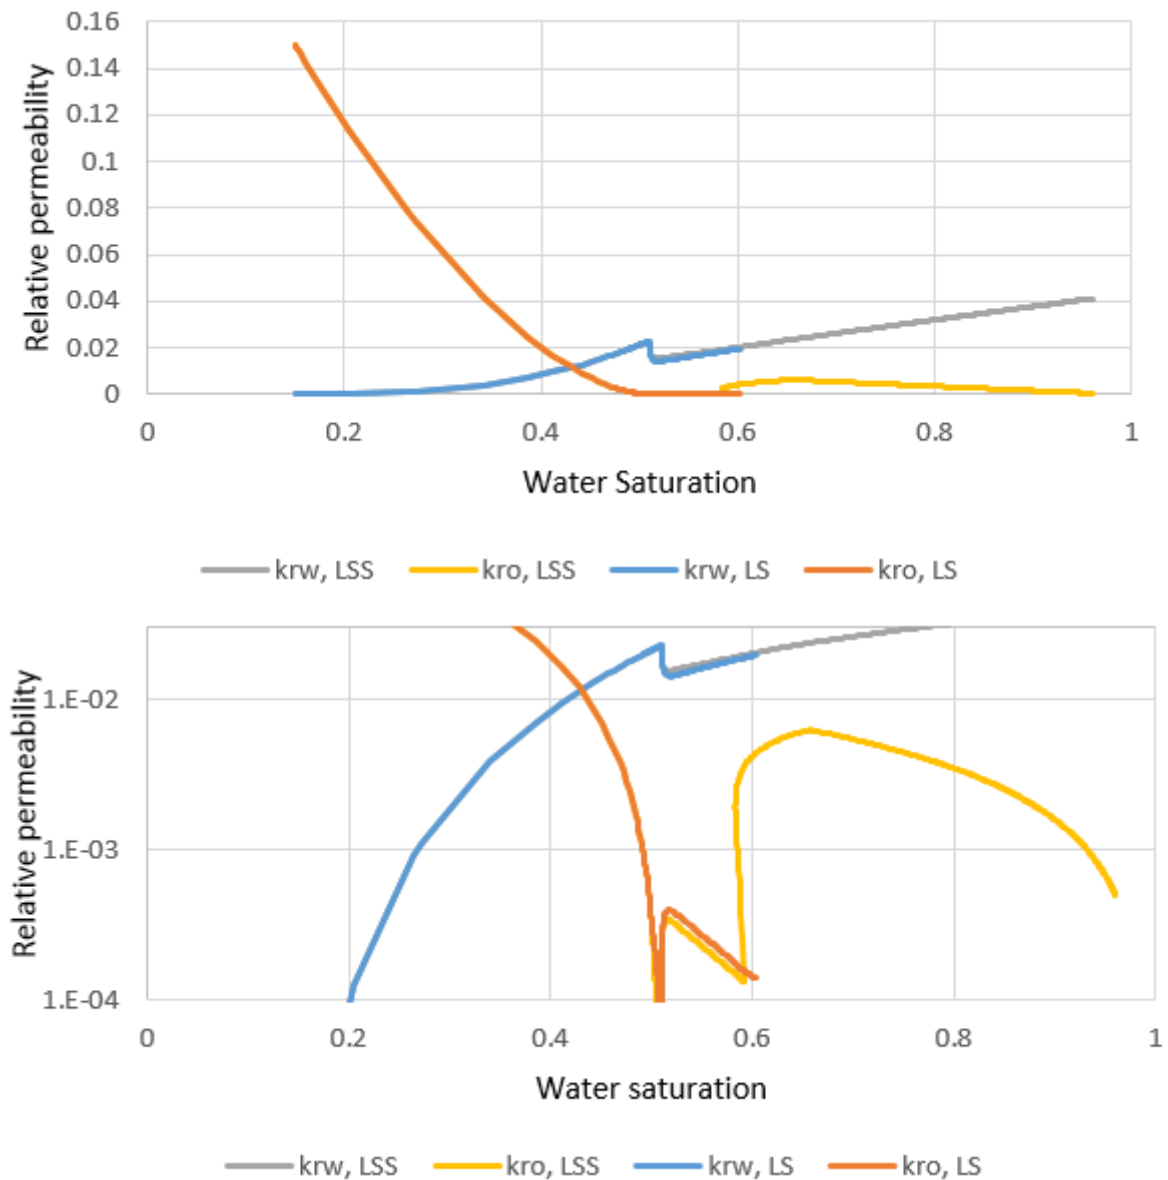 0.16
0.14
0.12
0.1
0.08
0.06
0.04
0.02
0
Relative permeability
0 0.2 0.4 0.6 0.8 1
Water Saturation
krw, LSS kro, LSS krw, LS kro, LS
1.E-02
1.E-03
1.E-04
Relative permeability
0 0.2 0.4 0.6 0.8 1
Water saturation
krw, LSS kro, LSS krw, LS kro, LS